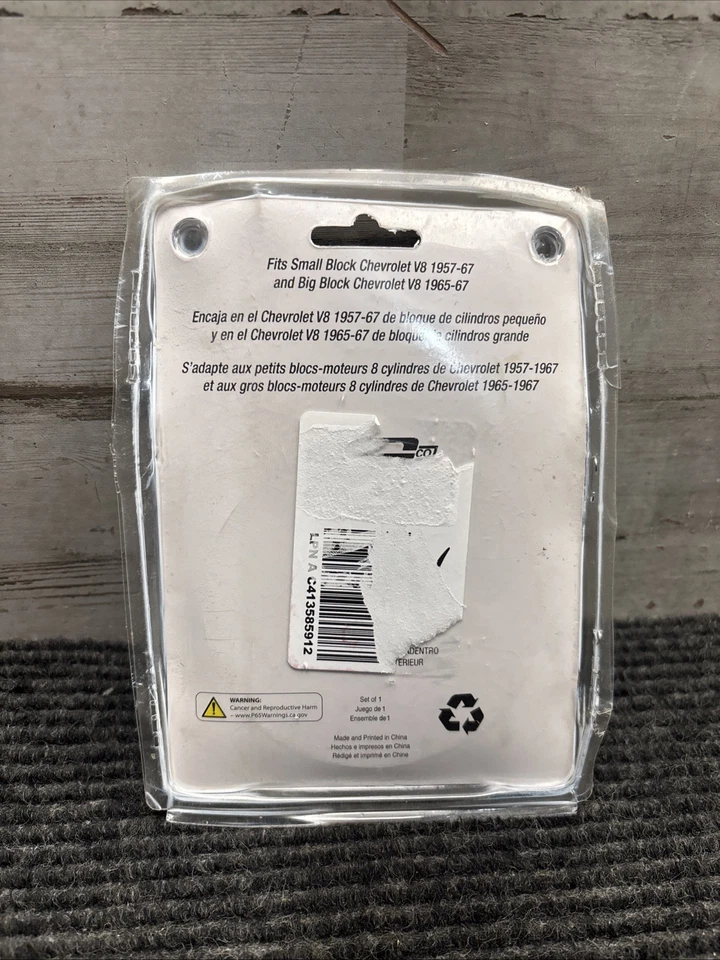 Fits Small Block Chevrolet V8 1957-67
and Big Block Chevrolet V8 1965-67
Encaja en el Chevrolet V8 1957-67 de bloque de cilindros pequeño
y en el Chevrolet V8 1965-67 de bloque de cilindros grande
S'adapte aux petits blocs-moteurs 8 cylindres de Chevrolet 1957-1967
et aux gros blocs-moteurs 8 cylindres de Chevrolet 1965-1967
C413585912
WARNING:
Cancer and Reproductive Harm
– www.P65Warnings.ca.gov
Set of 1
Juego de 1
Ensemble de1
Made and Printed in China
Hechos e impresos en China
Rédigé et imprimé en Chine